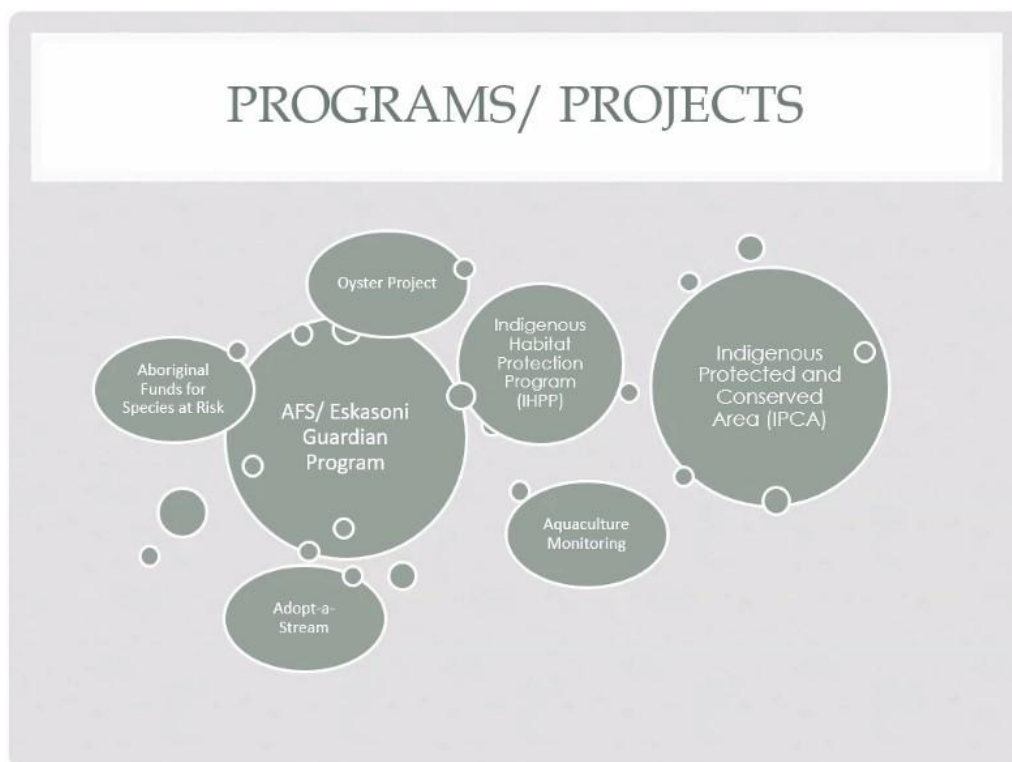 PROGRAMS/ PROJECTS
Oyster Project
Aboriginal
Funds for
Species at Risk
AFS/ Eskasoni
Guardian
Program
Indigenous
Habitat
Protection
Program
(IHPP)
Indigenous
Protected and
Conserved
Area (IPCA)
Aquaculture
Monitoring
Adopt-a-
Stream